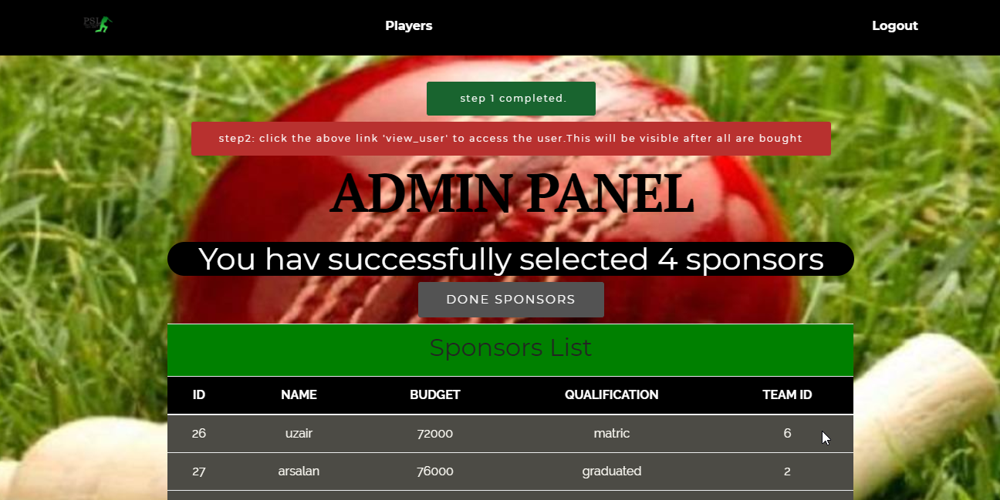 PSL
Players
Logout
step 1 completed.
step2: click the above link 'view_user' to access the user.This will be visible after all are bought
ADMIN PANEL
You hav successfully selected 4 sponsors
DONE SPONSORS
Sponsors List
ID NAME BUDGET QUALIFICATION TEAM ID
26 uzair 72000 matric 6
27 arsalan 76000 graduated 2